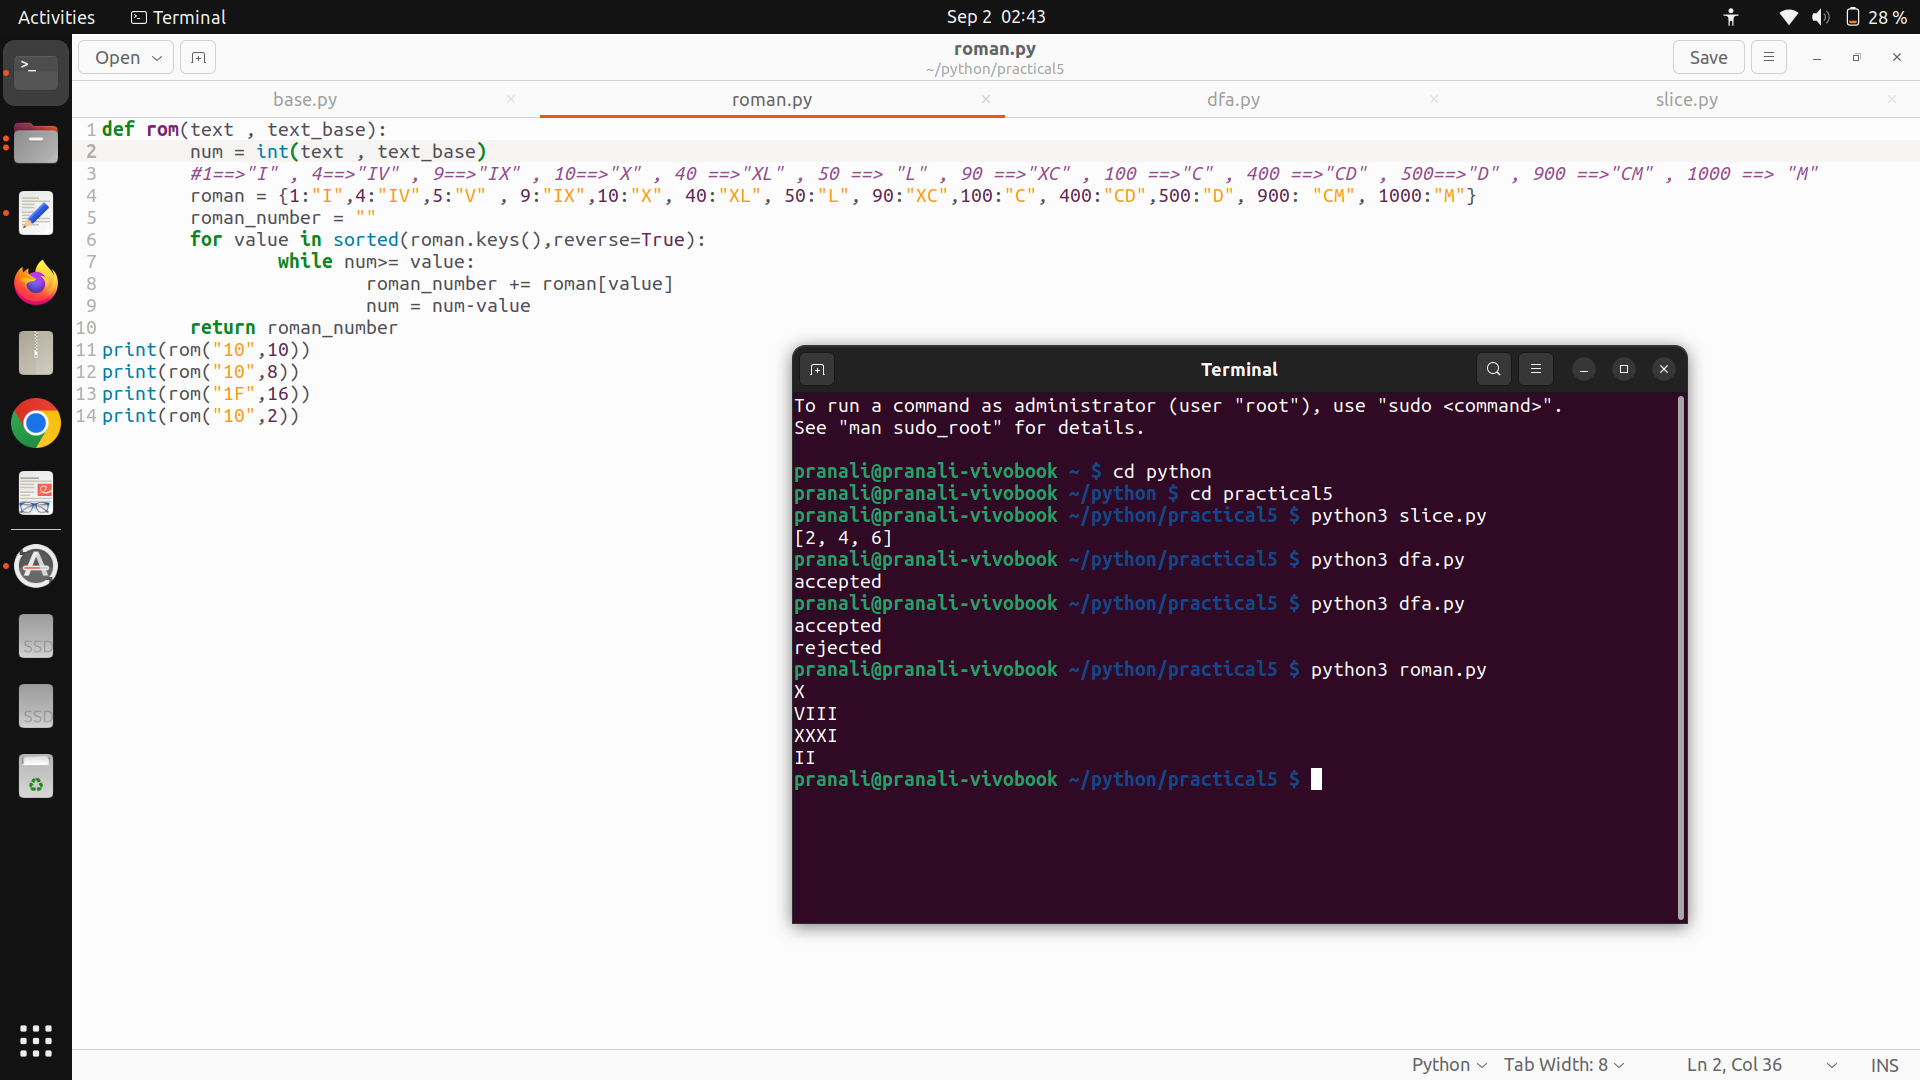 Activities Terminal Sep 2 02:43 28 %
Open roman.py Save
~/python/practical5
base.py roman.py dfa.py slice.py
1 def rom(text , text_base):
2 num = int(text , text_base)
3 #1==>"I" , 4==>"IV" , 9==>"IX" , 10==>"X" , 40 ==>"XL" , 50 ==> "L" , 90 ==>"XC" , 100 ==>"C" , 400 ==>"CD" , 500==>"D" , 900 ==>"CM" , 1000 ==> "M"
4 roman = {1:"I",4:"IV",5:"V" , 9:"IX",10:"X", 40:"XL", 50:"L", 90:"XC",100:"C", 400:"CD",500:"D", 900: "CM", 1000:"M"}
5 roman_number = ""
6 for value in sorted(roman.keys(),reverse=True):
7 while num>= value:
8 roman_number += roman[value]
9 num = num-value
10 return roman_number
11 print(rom("10",10))
12 print(rom("10",8))
13 print(rom("1F",16))
14 print(rom("10",2))
Terminal
To run a command as administrator (user "root"), use "sudo <command>".
See "man sudo_root" for details.
pranali@pranali-vivobook ~ $ cd python
pranali@pranali-vivobook ~/python $ cd practical5
pranali@pranali-vivobook ~/python/practical5 $ python3 slice.py
[2, 4, 6]
pranali@pranali-vivobook ~/python/practical5 $ python3 dfa.py
accepted
pranali@pranali-vivobook ~/python/practical5 $ python3 dfa.py
accepted
rejected
pranali@pranali-vivobook ~/python/practical5 $ python3 roman.py
X
VIII
XXXI
II
pranali@pranali-vivobook ~/python/practical5 $
SSD
SSD
Python Tab Width: 8 Ln 2, Col 36 INS